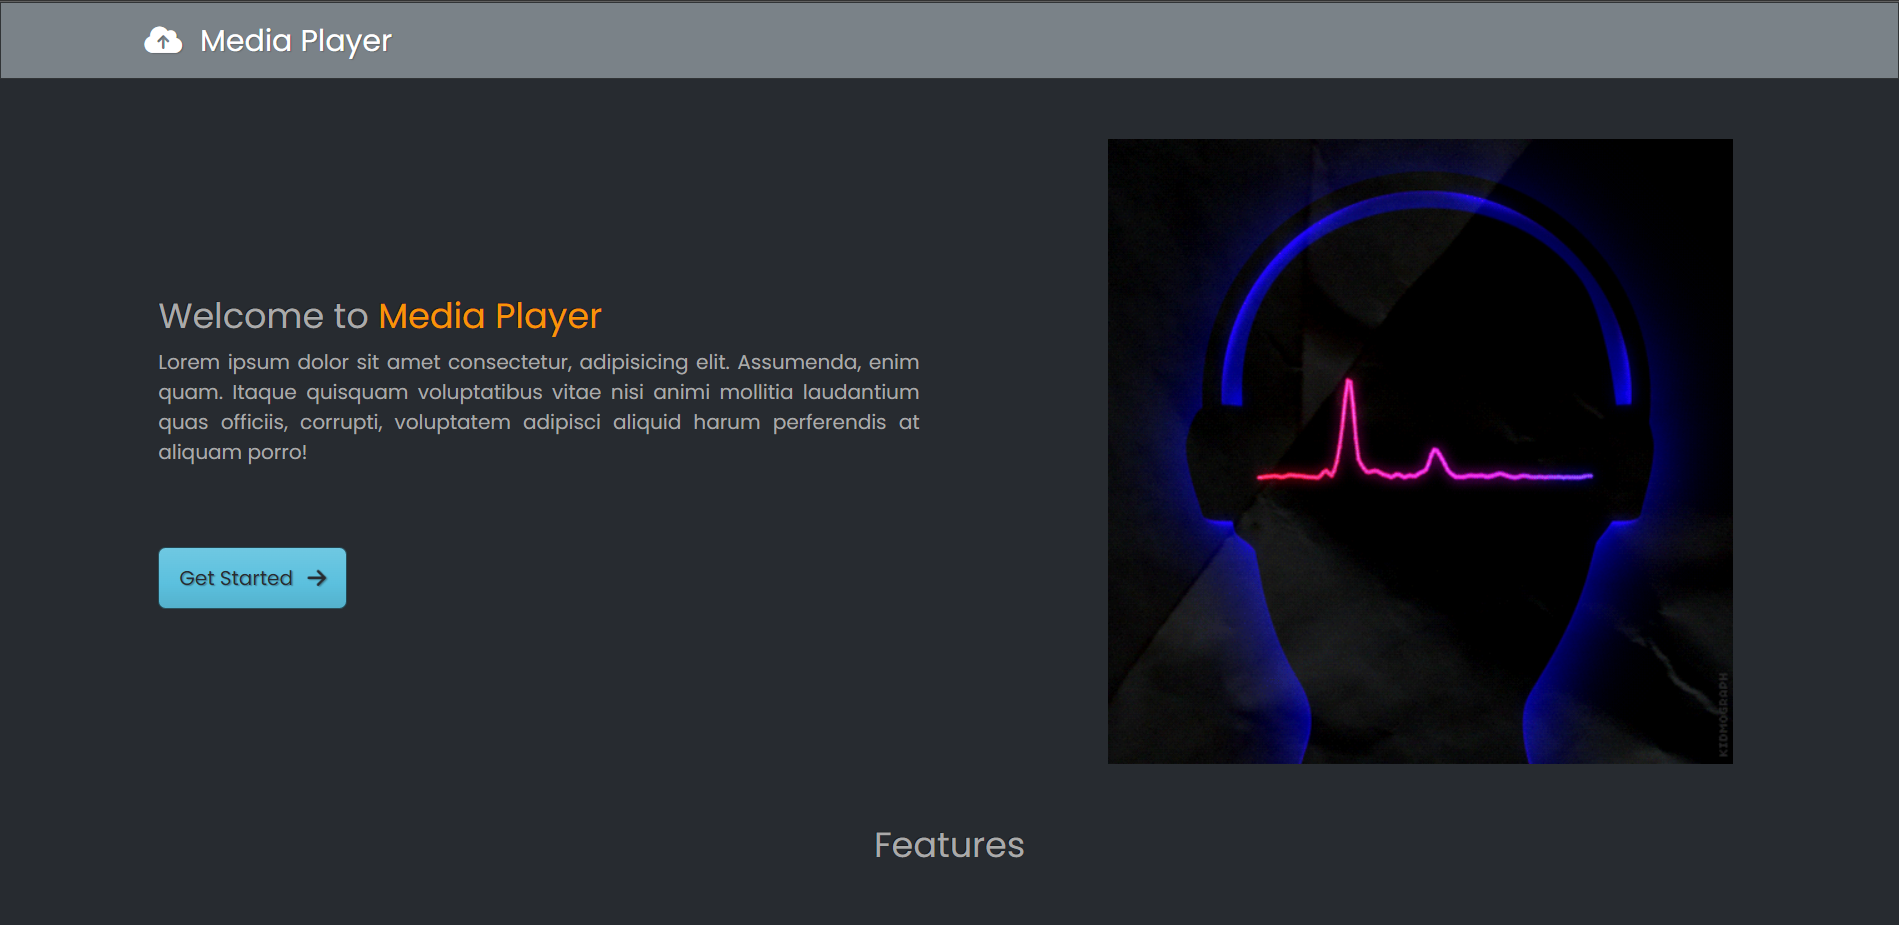 Media Player
Welcome to Media Player
Lorem ipsum dolor sit amet consectetur, adipisicing elit. Assumenda, enim
quam. Itaque quisquam voluptatibus vitae nisi animi mollitia laudantium
quas officiis, corrupti, voluptatem adipisci aliquid harum perferendis at
aliquam porro!
Get Started
KIDMOGRAPH
Features